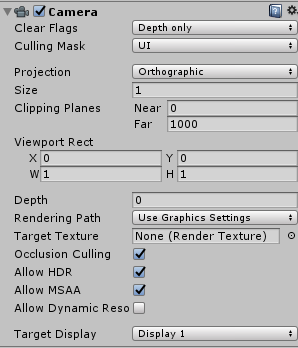 Camera
Clear Flags Depth only
Culling Mask UI
Projection Orthographic
Size 1
Clipping Planes Near 0
Far 1000
Viewport Rect
X 0 Y 0
W 1 H 1
Depth 0
Rendering Path Use Graphics Settings
Target Texture None (Render Texture)
Occlusion Culling
Allow HDR
Allow MSAA
Allow Dynamic Reso
Target Display Display 1